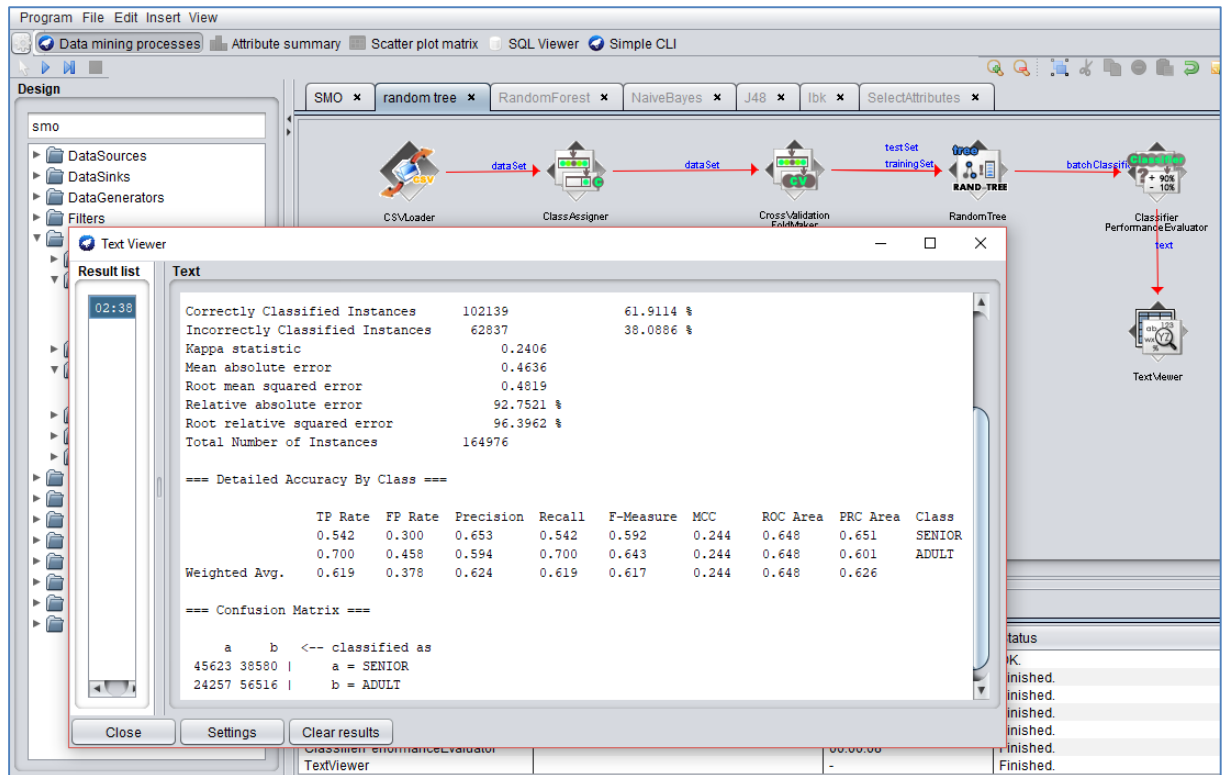 Program File Edit Insert View
Data mining processes Attribute summary Scatter plot matrix SQL Viewer Simple CLI
Design
SMO random tree RandomForest NaiveBayes J48 Ibk SelectAttributes
smo
DataSources
DataSinks
DataGenerators
Filters
CSV
CSVLoader
dataSet
ClassAssigner
dataSet
CV
CrossValidation
FoldMaker
testSet
trainingSet
tree
RAND-TREE
RandomTree
Classifier
+ 90%
- 10%
Classifier
PerformanceEvaluator
text
TextViewer
Text Viewer
Result list Text
02:38
Correctly Classified Instances 102139 61.9114 %
Incorrectly Classified Instances 62837 38.0886 %
Kappa statistic 0.2406
Mean absolute error 0.4636
Root mean squared error 0.4819
Relative absolute error 92.7521 %
Root relative squared error 96.3962 %
Total Number of Instances 164976
=== Detailed Accuracy By Class ===
TP Rate FP Rate Precision Recall F-Measure MCC ROC Area PRC Area Class
0.542 0.300 0.653 0.542 0.592 0.244 0.648 0.651 SENIOR
0.700 0.458 0.594 0.700 0.643 0.244 0.648 0.601 ADULT
Weighted Avg. 0.619 0.378 0.624 0.619 0.617 0.244 0.648 0.626
=== Confusion Matrix ===
a b <-- classified as
45623 38580 | a = SENIOR
24257 56516 | b = ADULT
Close Settings Clear results
TextViewer - Finished.